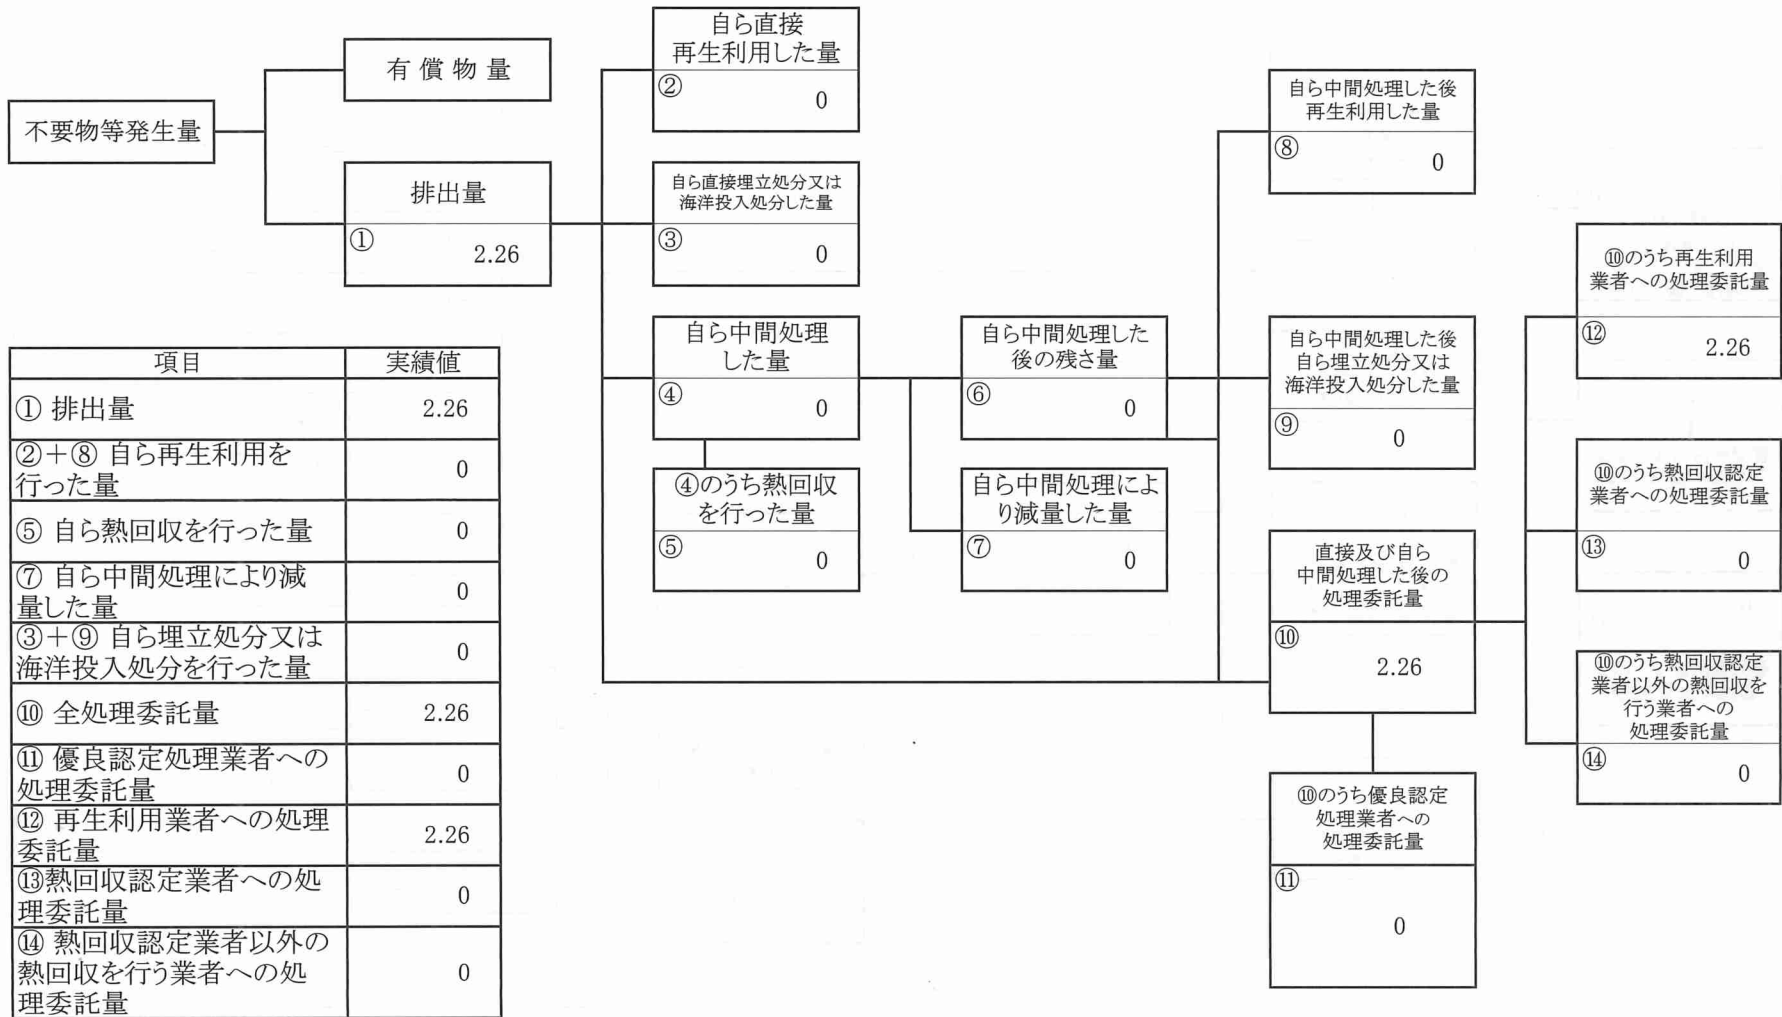 不要物等発生量
有償物量
排出量
①
2.26
自ら直接
再生利用した量
②
0
自ら直接埋立処分又は
海洋投入処分した量
③
0
自ら中間処理
した量
④
0
④のうち熱回収
を行った量
⑤
0
自ら中間処理した
後の残さ量
⑥
0
自ら中間処理によ
り減量した量
⑦
0
自ら中間処理した後
再生利用した量
⑧
0
自ら中間処理した後
自ら埋立処分又は
海洋投入処分した量
⑨
0
直接及び自ら
中間処理した後の
処理委託量
⑩
2.26
⑩のうち優良認定
処理業者への
処理委託量
⑪
0
⑩のうち再生利用
業者への処理委託量
⑫
2.26
⑩のうち熱回収認定
業者への処理委託量
⑬
0
⑩のうち熱回収認定
業者以外の熱回収を
行う業者への
処理委託量
⑭
0
項目 実績値
① 排出量 2.26
②+⑧ 自ら再生利用を
行った量 0
⑤ 自ら熱回収を行った量 0
⑦ 自ら中間処理により減
量した量 0
③+⑨ 自ら埋立処分又は
海洋投入処分を行った量 0
⑩ 全処理委託量 2.26
⑪ 優良認定処理業者への
処理委託量 0
⑫ 再生利用業者への処理
委託量 2.26
⑬熱回収認定業者への処
理委託量 0
⑭ 熱回収認定業者以外の
熱回収を行う業者への処
理委託量 0